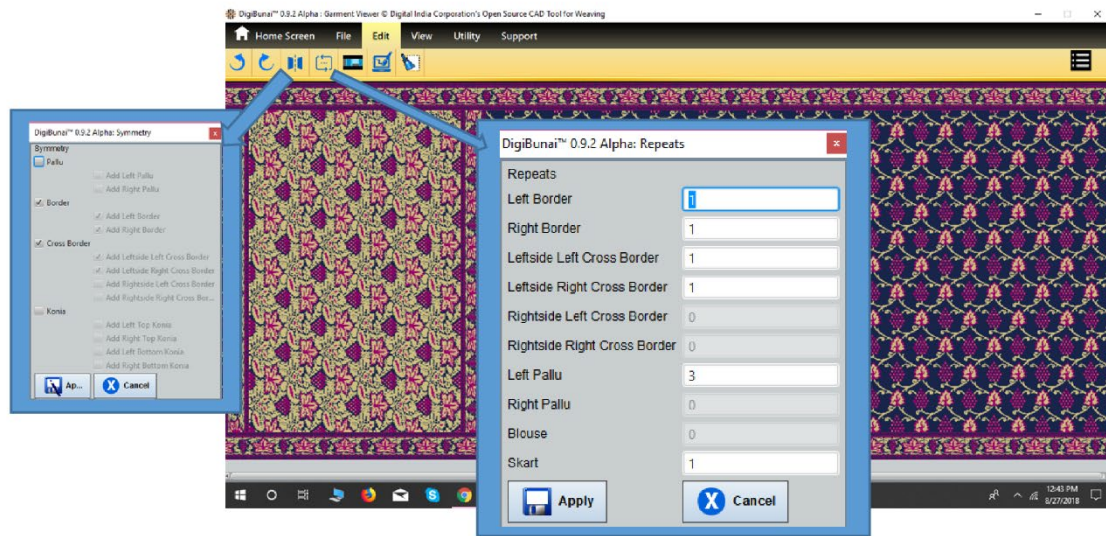 DigiBunai™ 0.9.2 Alpha : Garment Viewer © Digital India Corporation's Open Source CAD Tool for Weaving
Home Screen File Edit View Utility Support
DigiBunai™ 0.9.2 Alpha: Symmetry
Symmetry
Pallu
Add Left Pallu
Add Right Pallu
Border
Add Left Border
Add Right Border
Cross Border
Add Leftside Left Cross Border
Add Leftside Right Cross Border
Add Rightside Left Cross Border
Add Rightside Right Cross Bor...
Konia
Add Left Top Konia
Add Right Top Konia
Add Left Bottom Konia
Add Right Bottom Konia
Ap... Cancel
DigiBunai™ 0.9.2 Alpha: Repeats
Repeats
Left Border 1
Right Border 1
Leftside Left Cross Border 1
Leftside Right Cross Border 1
Rightside Left Cross Border 0
Rightside Right Cross Border 0
Left Pallu 3
Right Pallu 0
Blouse 0
Skart 1
Apply Cancel
12:43 PM
8/27/2018